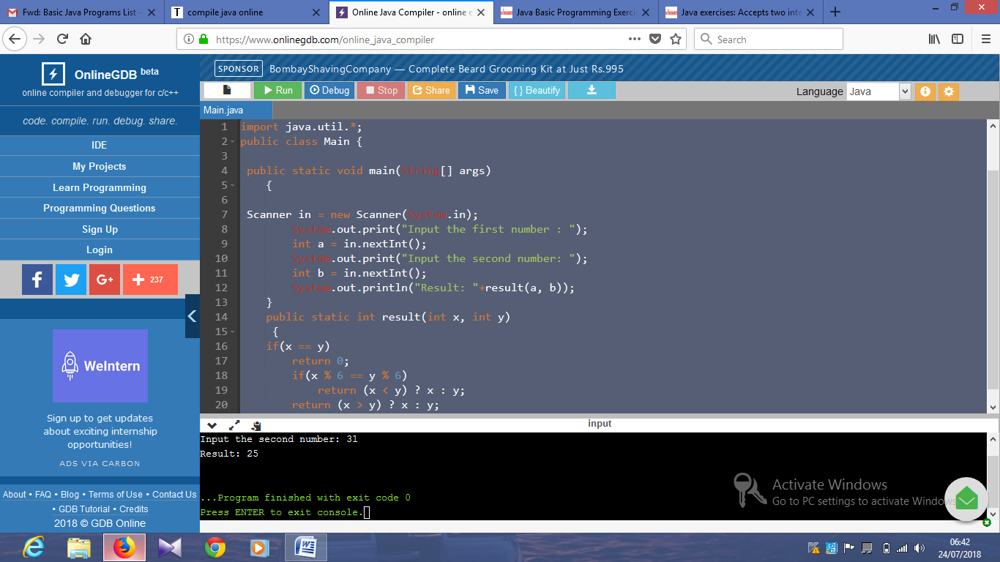 Fwd: Basic Java Programs List -
compile java online
Online Java Compiler - online e
Java Basic Programming Exerci
Java exercises: Accepts two inte
https://www.onlinegdb.com/online_java_compiler
Search
OnlineGDB beta
online compiler and debugger for c/c++
code. compile. run. debug. share.
IDE
My Projects
Learn Programming
Programming Questions
Sign Up
Login
f
G+
237
WeIntern
Sign up to get updates
about exciting internship
opportunities!
ADS VIA CARBON
About • FAQ • Blog • Terms of Use • Contact Us
• GDB Tutorial • Credits
2018 © GDB Online
SPONSOR BombayShavingCompany — Complete Beard Grooming Kit at Just Rs.995
Run Debug Stop Share Save { } Beautify
Language Java
Main.java
1 import java.util.*;
2 public class Main {
3
4 public static void main(String[] args)
5 {
6
7 Scanner in = new Scanner(System.in);
8 System.out.print("Input the first number : ");
9 int a = in.nextInt();
10 System.out.print("Input the second number: ");
11 int b = in.nextInt();
12 System.out.println("Result: "+result(a, b));
13 }
14 public static int result(int x, int y)
15 {
16 if(x == y)
17 return 0;
18 if(x % 6 == y % 6)
19 return (x < y) ? x : y;
20 return (x > y) ? x : y;
input
Input the second number: 31
Result: 25
...Program finished with exit code 0
Press ENTER to exit console.
Activate Windows
Go to PC settings to activate Windows.
06:42
24/07/2018